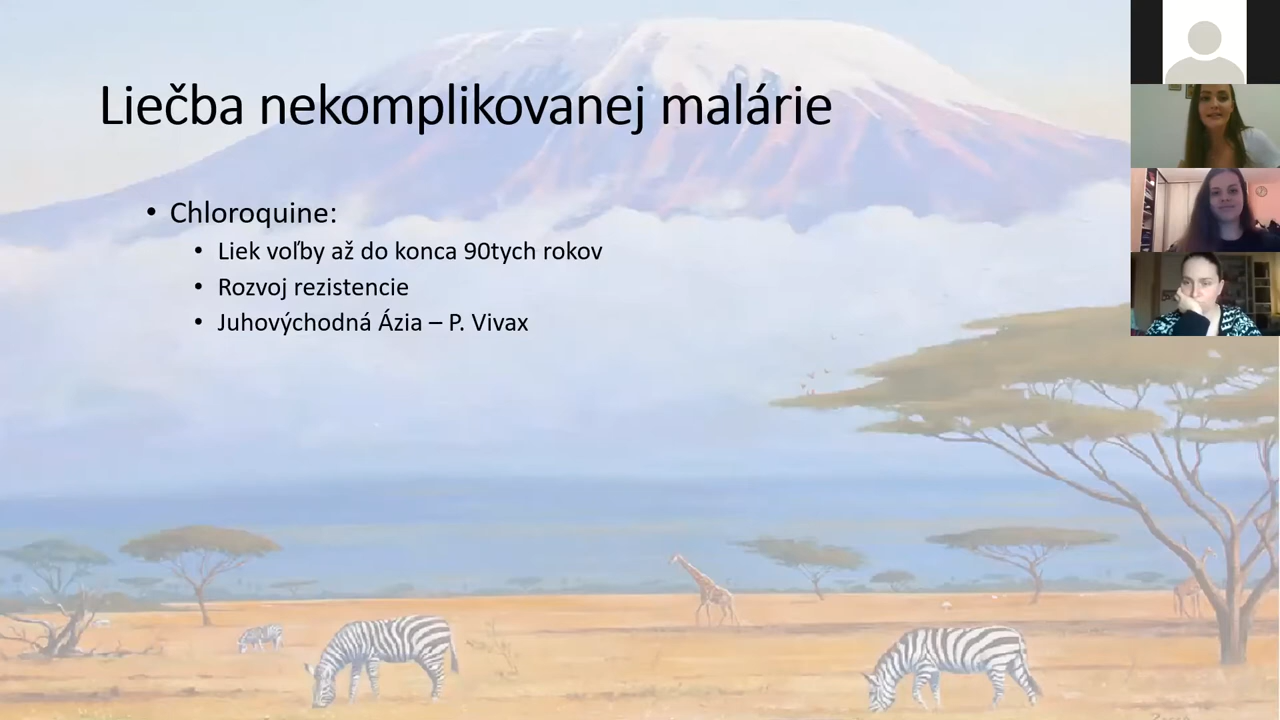 Liečba nekomplikovanej malárie
• Chloroquine:
• Liek voľby až do konca 90tych rokov
• Rozvoj rezistencie
• Juhovýchodná Ázia – P. Vivax